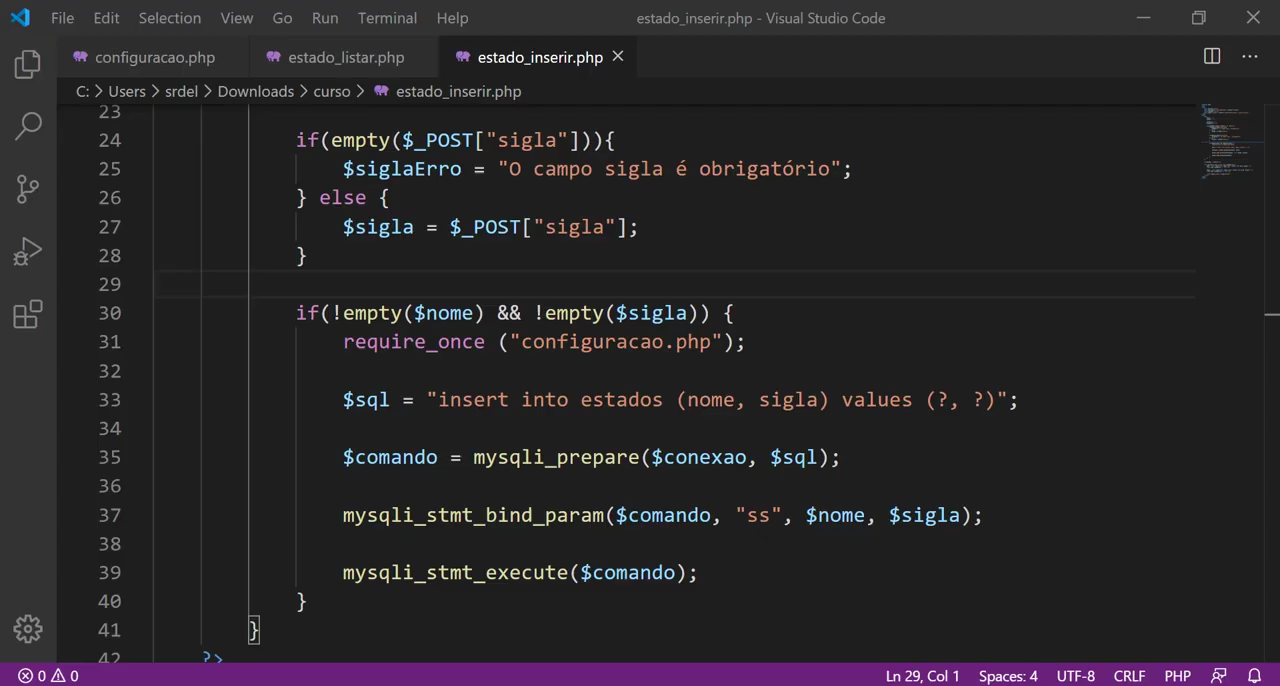 File Edit Selection View Go Run Terminal Help estado_inserir.php - Visual Studio Code
configuracao.php estado_listar.php estado_inserir.php
C: > Users > srdel > Downloads > curso > estado_inserir.php
23
24 if(empty($_POST["sigla"])){
25 $siglaErro = "O campo sigla é obrigatório";
26 } else {
27 $sigla = $_POST["sigla"];
28 }
29
30 if(!empty($nome) && !empty($sigla)) {
31 require_once ("configuracao.php");
32
33 $sql = "insert into estados (nome, sigla) values (?, ?)";
34
35 $comando = mysqli_prepare($conexao, $sql);
36
37 mysqli_stmt_bind_param($comando, "ss", $nome, $sigla);
38
39 mysqli_stmt_execute($comando);
40 }
41 }
42 ?>
0 0 Ln 29, Col 1 Spaces: 4 UTF-8 CRLF PHP